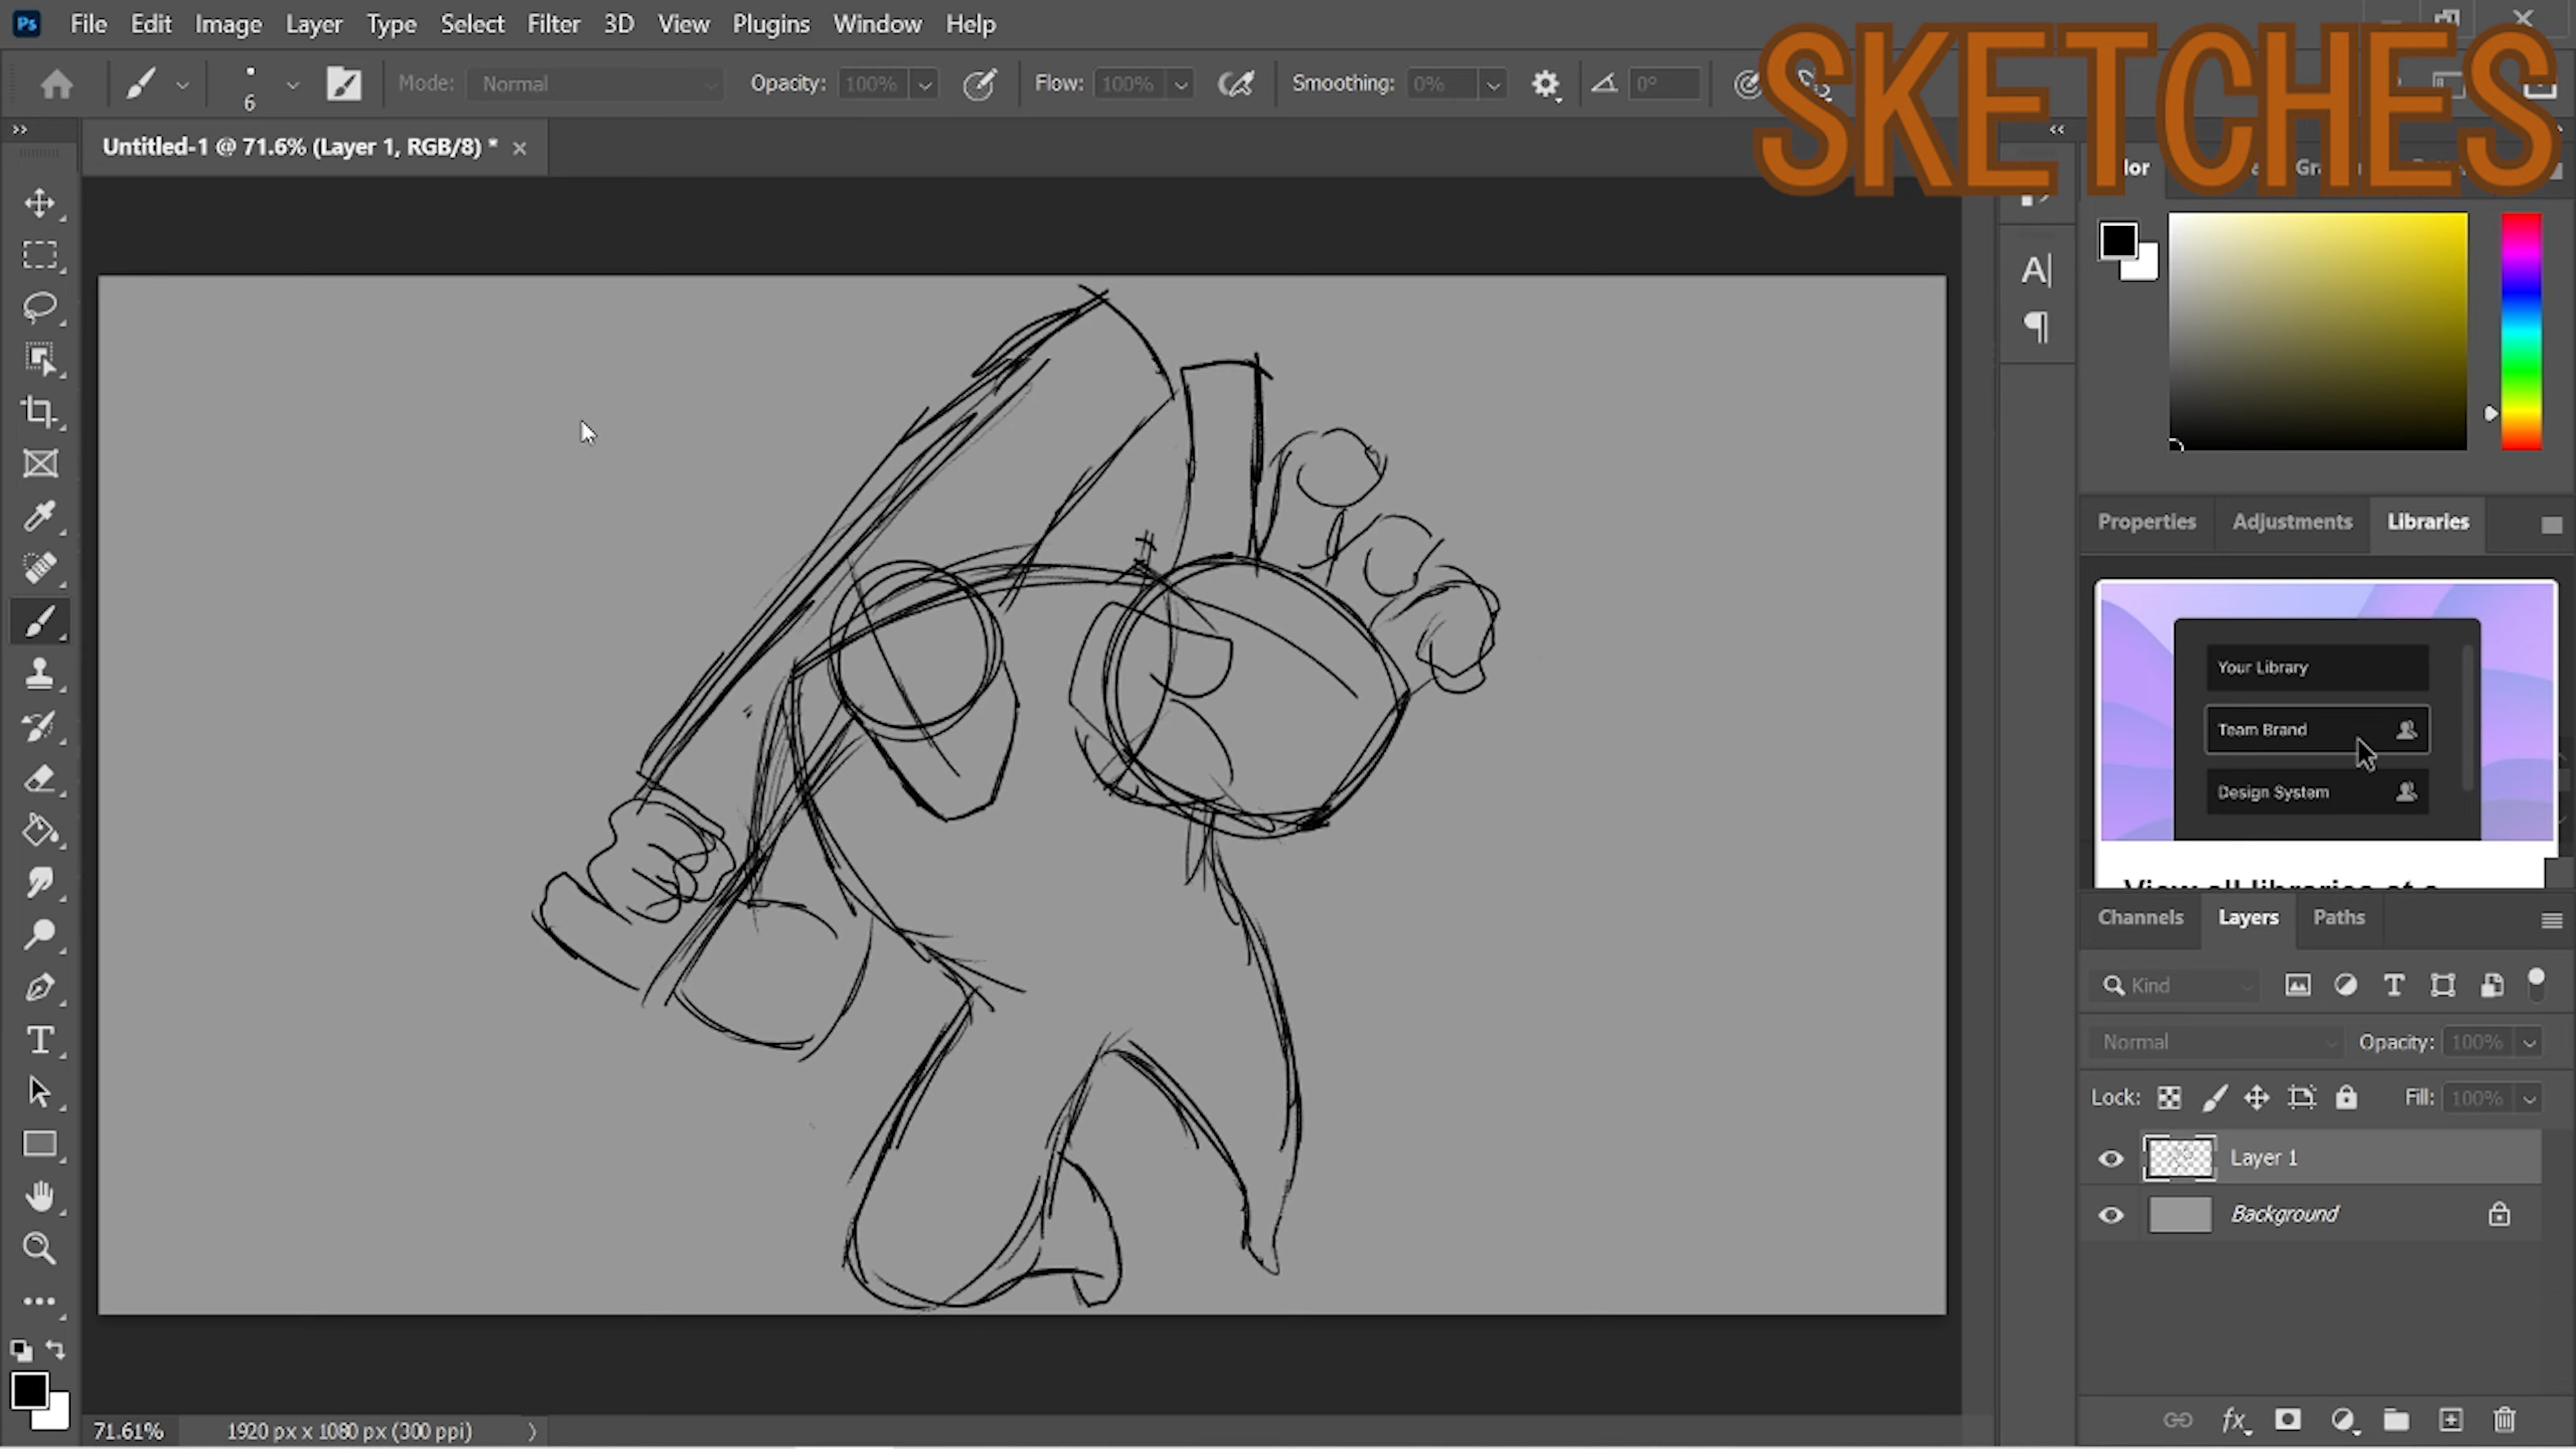 Ps File Edit Image Layer Type Select Filter 3D View Plugins Window Help
SKETCHES
6 Mode: Normal Opacity: 100% Flow: 100% Smoothing: 0% 0°
Untitled-1 @ 71.6% (Layer 1, RGB/8) *
Properties Adjustments Libraries
Your Library
Team Brand
Design System
Channels Layers Paths
Kind
Normal Opacity: 100%
Lock: Fill: 100%
Layer 1
Background
71.61% 1920 px x 1080 px (300 ppi)